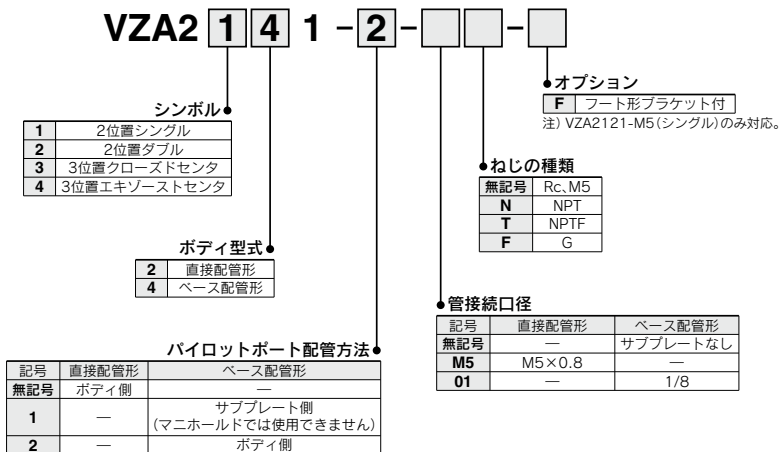 VZA2 1 4 1 - 2 - -
シンボル
1 2位置シングル
2 2位置ダブル
3 3位置クローズドセンタ
4 3位置エキゾーストセンタ
ボディ型式
2 直接配管形
4 ベース配管形
パイロットポート配管方法
記号 直接配管形 ベース配管形
無記号 ボディ側 —
1 — サブプレート側
(マニホールドでは使用できません)
2 — ボディ側
オプション
F フート形ブラケット付
注) VZA2121-M5(シングル)のみ対応。
ねじの種類
無記号 Rc、M5
N NPT
T NPTF
F G
管接続口径
記号 直接配管形 ベース配管形
無記号 — サブプレートなし
M5 M5×0.8 —
01 — 1/8